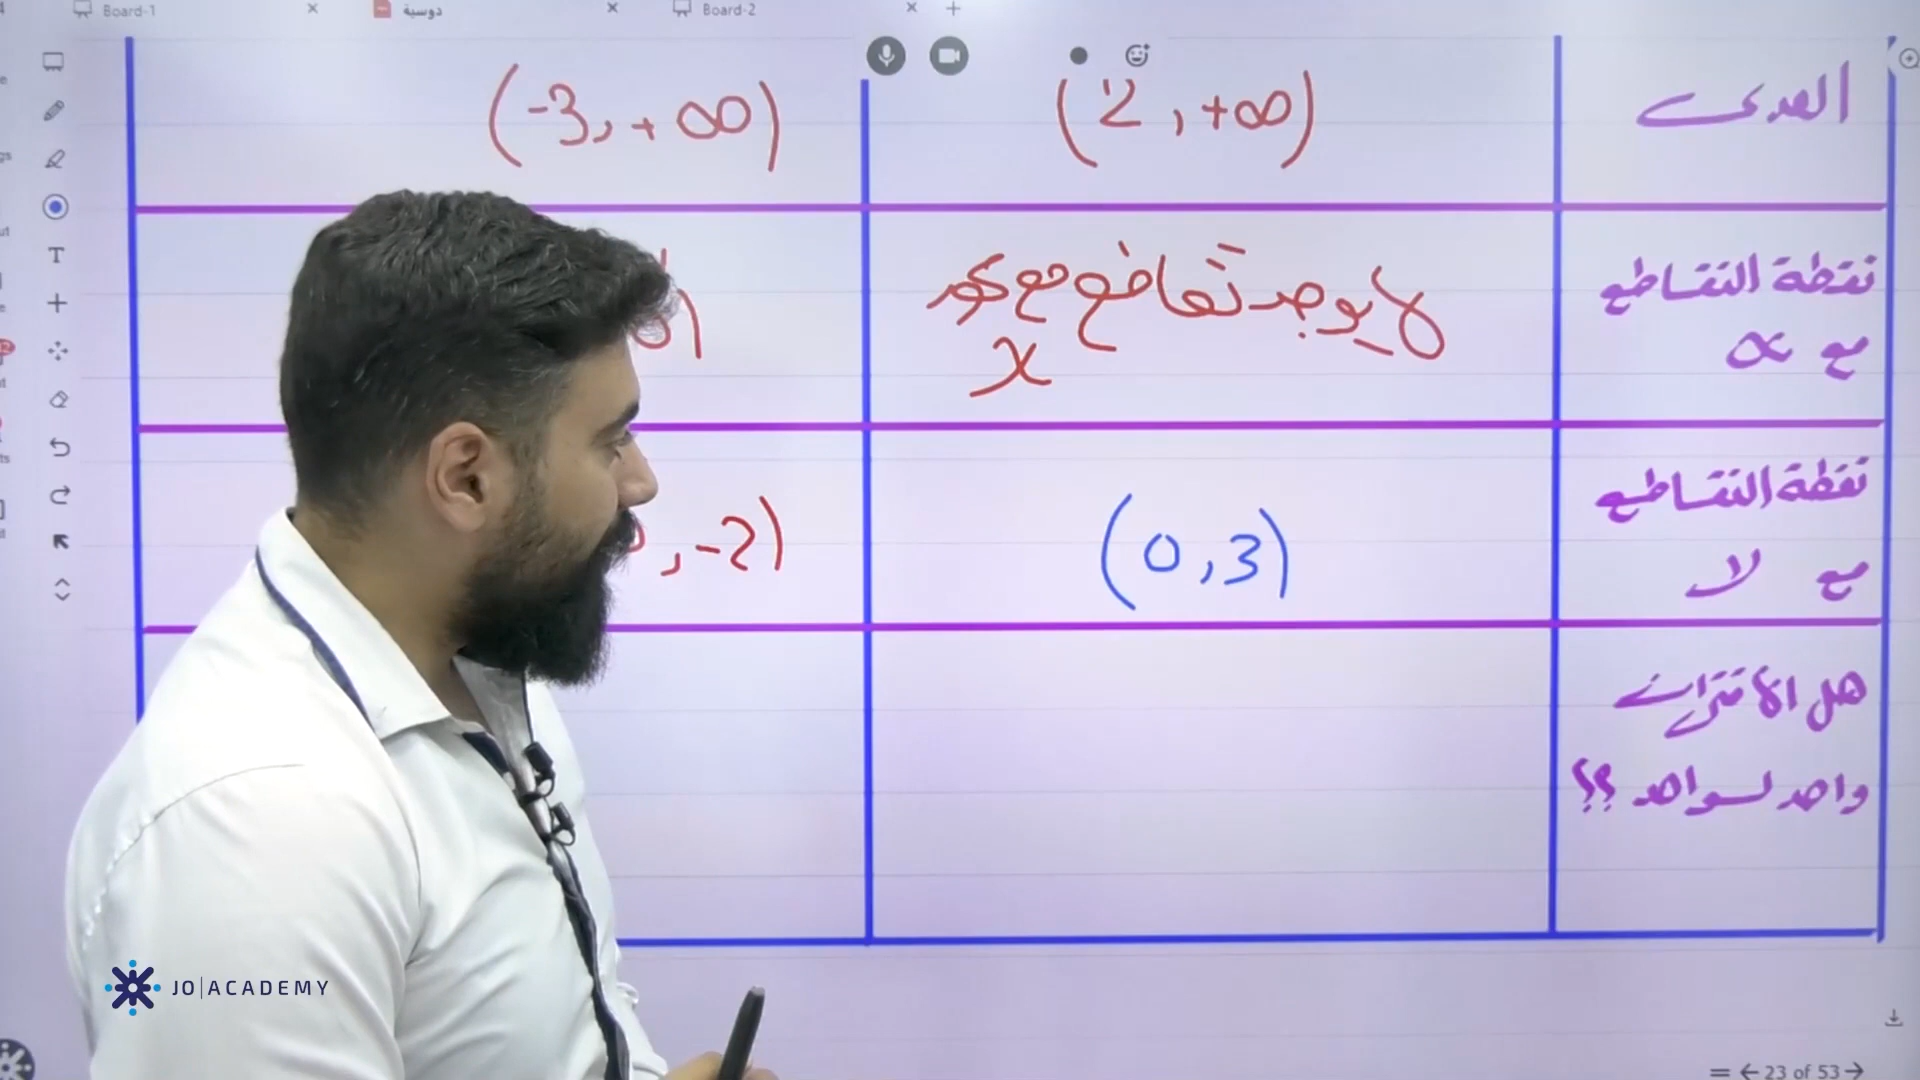 Board-1
دوسية
Board-2
المدى
(2, +∞)
(-3, +∞)
نقطة التقاطع
مع x
لا يوجد تقاطع مع محور
x
نقطة التقاطع
مع y
(0, 3)
, -2)
هل الاقتران
واحد لواحد ؟؟
JO|ACADEMY
23 of 53